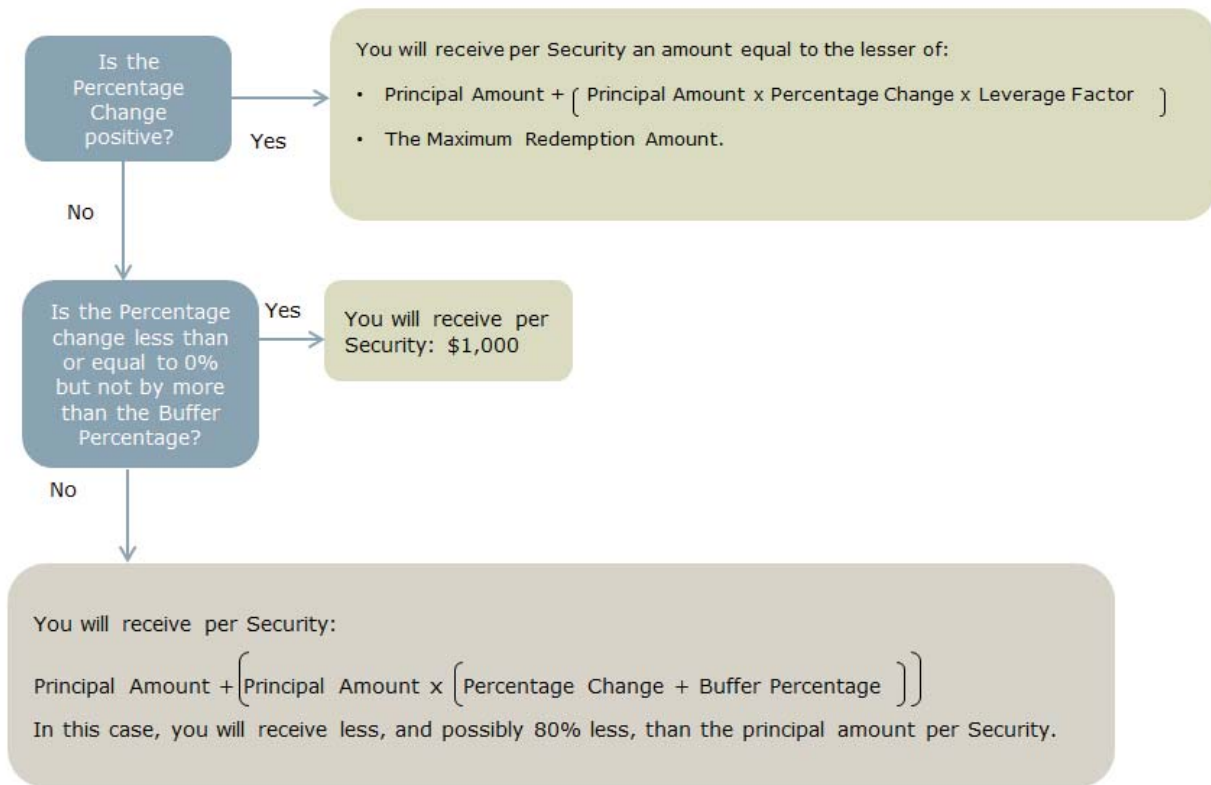 Is the
Percentage
Change
positive?
Yes
You will receive per Security an amount equal to the lesser of:
• Principal Amount + ( Principal Amount x Percentage Change x Leverage Factor )
• The Maximum Redemption Amount.
No
Is the Percentage
change less than
or equal to 0%
but not by more
than the Buffer
Percentage?
Yes
You will receive per
Security: $1,000
No
You will receive per Security:
Principal Amount + (Principal Amount x (Percentage Change + Buffer Percentage ))
In this case, you will receive less, and possibly 80% less, than the principal amount per Security.